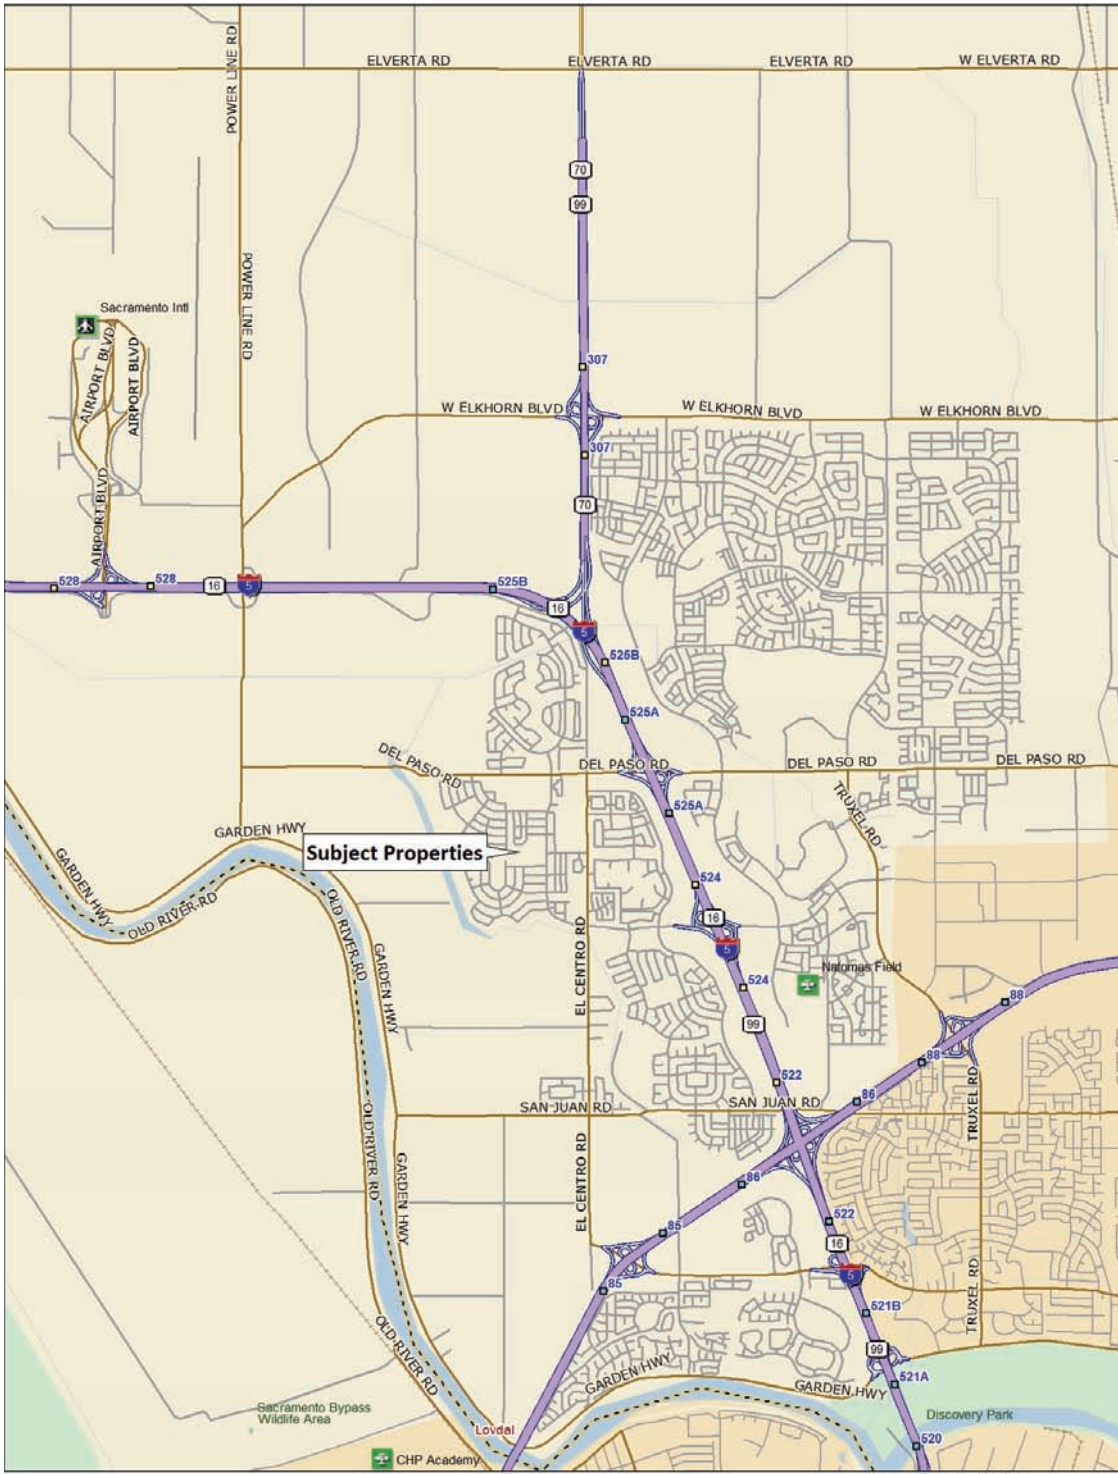 ELVERTA RD
ELVERTA RD
ELVERTA RD
W ELVERTA RD
POWER LINE RD
70
99
POWER LINE RD
Sacramento Intl
AIRPORT BLVD
AIRPORT BLVD
307
W ELKHORN BLVD
W ELKHORN BLVD
W ELKHORN BLVD
307
AIRPORT BLVD
70
528
528
16
5
525B
16
5
525B
525A
DEL PASO RD
DEL PASO RD
DEL PASO RD
DEL PASO RD
TRUXEL RD
525A
GARDEN HWY
GARDEN HWY
Subject Properties
OLD RIVER RD
OLD RIVER RD
524
16
5
GARDEN HWY
EL CENTRO RD
Natomas Field
524
99
88
88
522
86
SAN JUAN RD
SAN JUAN RD
TRUXEL RD
OLD RIVER RD
GARDEN HWY
EL CENTRO RD
86
522
85
16
5
85
TRUXEL RD
521B
OLD RIVER RD
99
GARDEN HWY
GARDEN HWY
521A
Sacramento Bypass
Wildlife Area
Lovdal
Discovery Park
520
CHP Academy